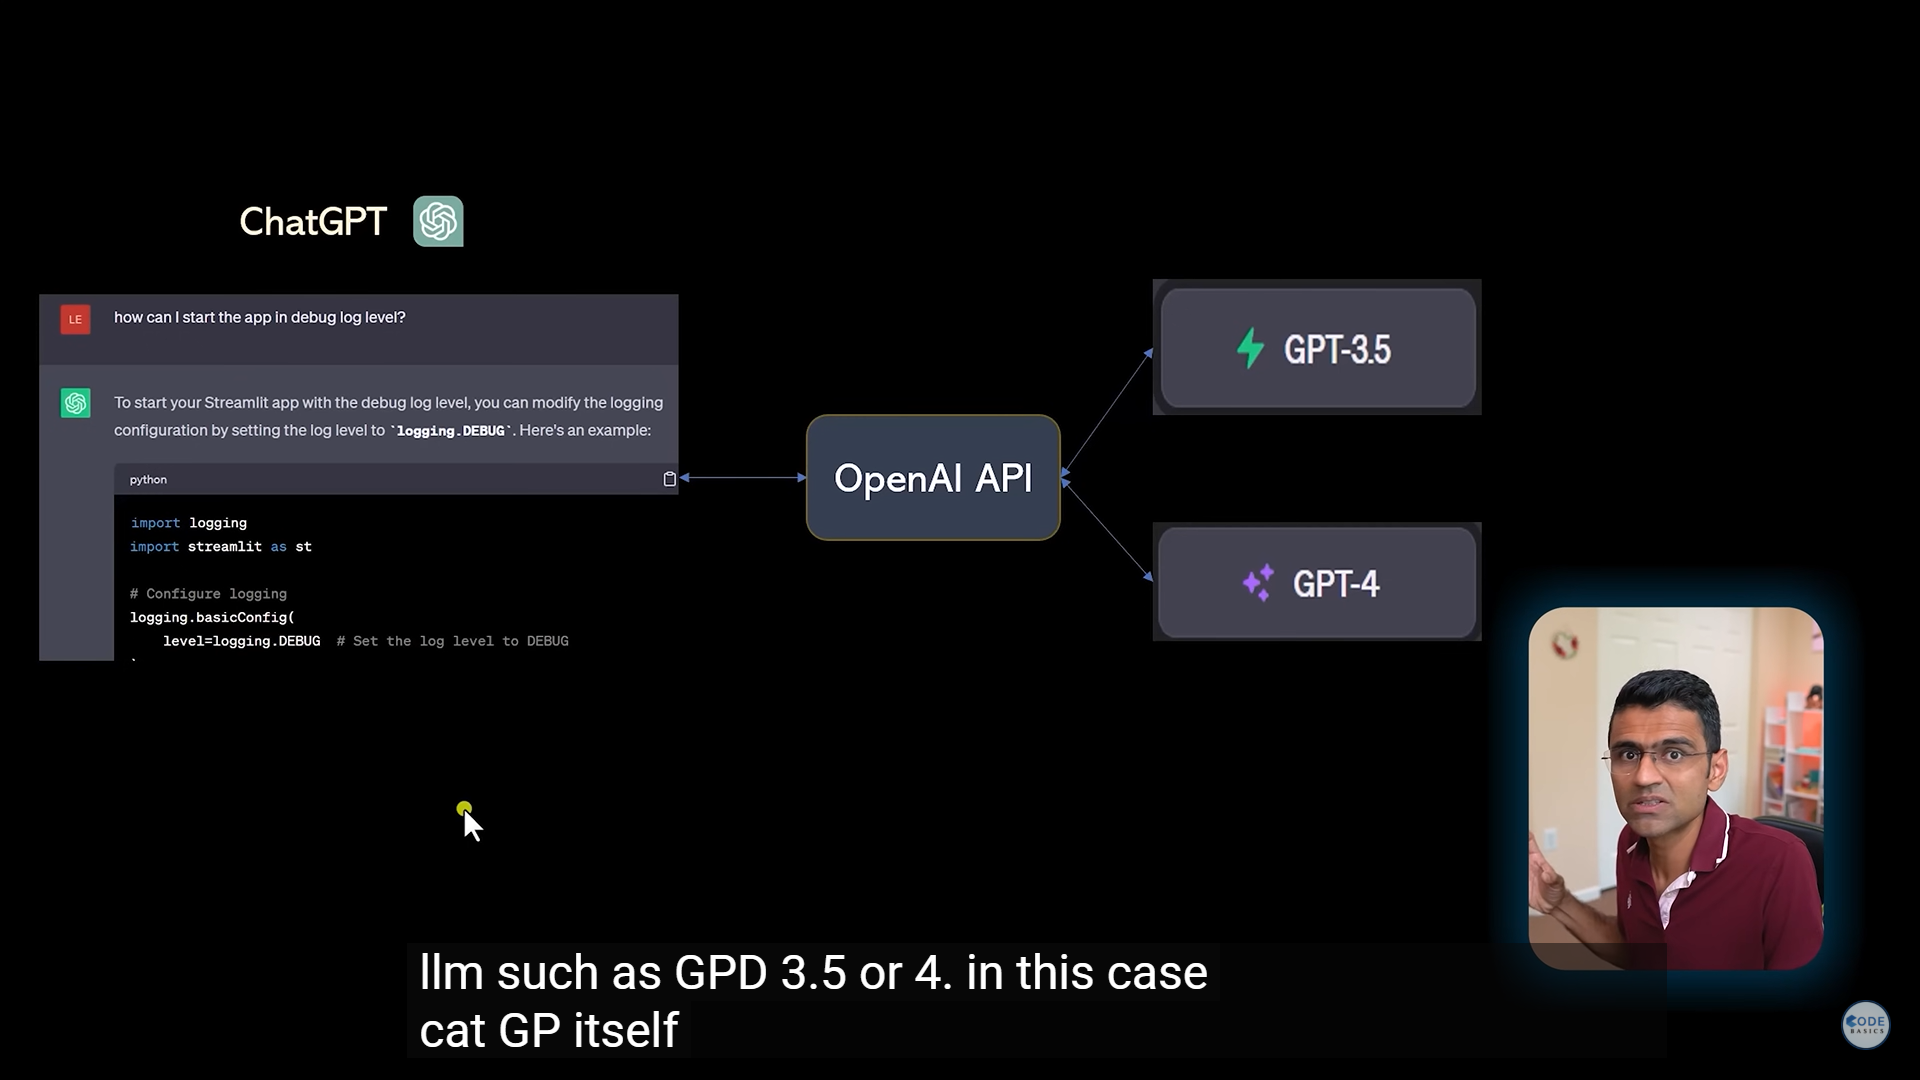 ChatGPT
LE
how can I start the app in debug log level?
To start your Streamlit app with the debug log level, you can modify the logging
configuration by setting the log level to `logging.DEBUG`. Here's an example:
python
import logging
import streamlit as st
# Configure logging
logging.basicConfig(
level=logging.DEBUG  # Set the log level to DEBUG
OpenAI API
GPT-3.5
GPT-4
llm such as GPD 3.5 or 4. in this case
cat GP itself
CODE
BASICS